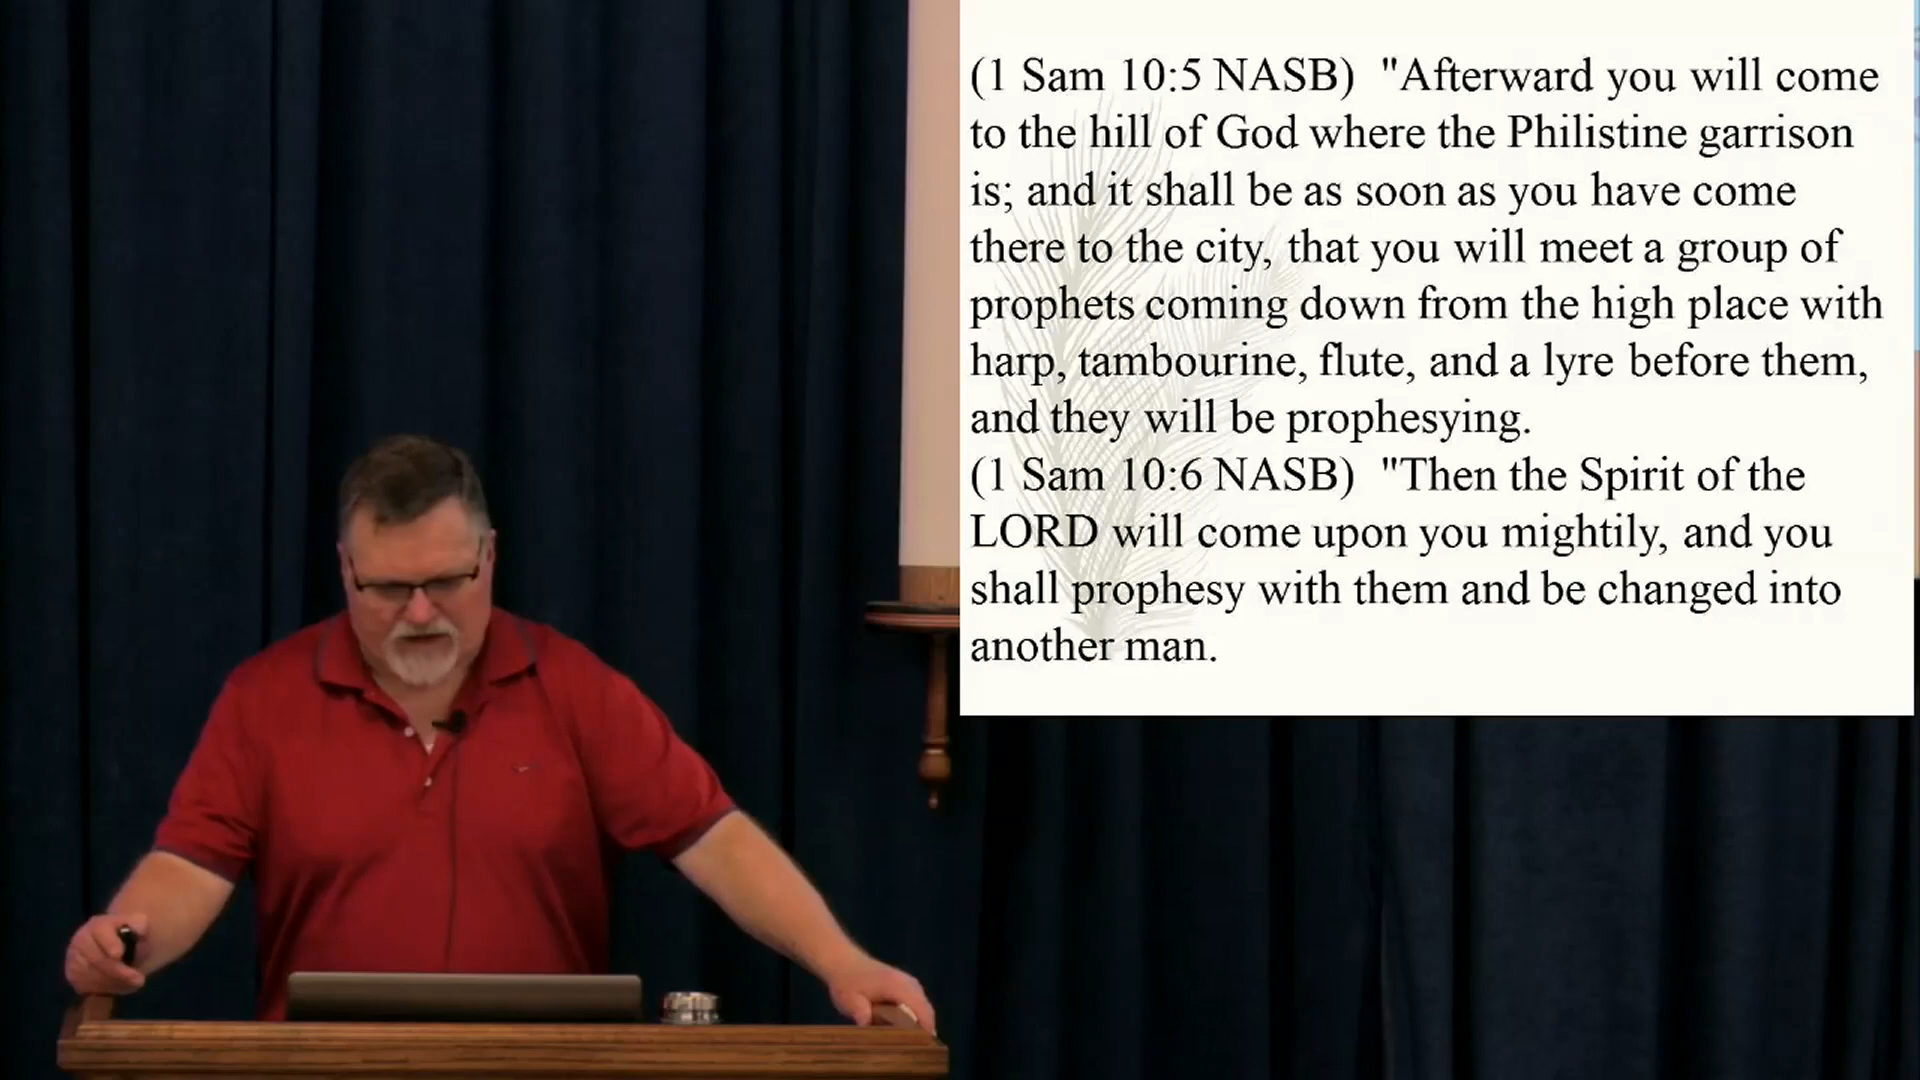 (1 Sam 10:5 NASB)  "Afterward you will come
to the hill of God where the Philistine garrison
is; and it shall be as soon as you have come
there to the city, that you will meet a group of
prophets coming down from the high place with
harp, tambourine, flute, and a lyre before them,
and they will be prophesying.
(1 Sam 10:6 NASB)  "Then the Spirit of the
LORD will come upon you mightily, and you
shall prophesy with them and be changed into
another man.